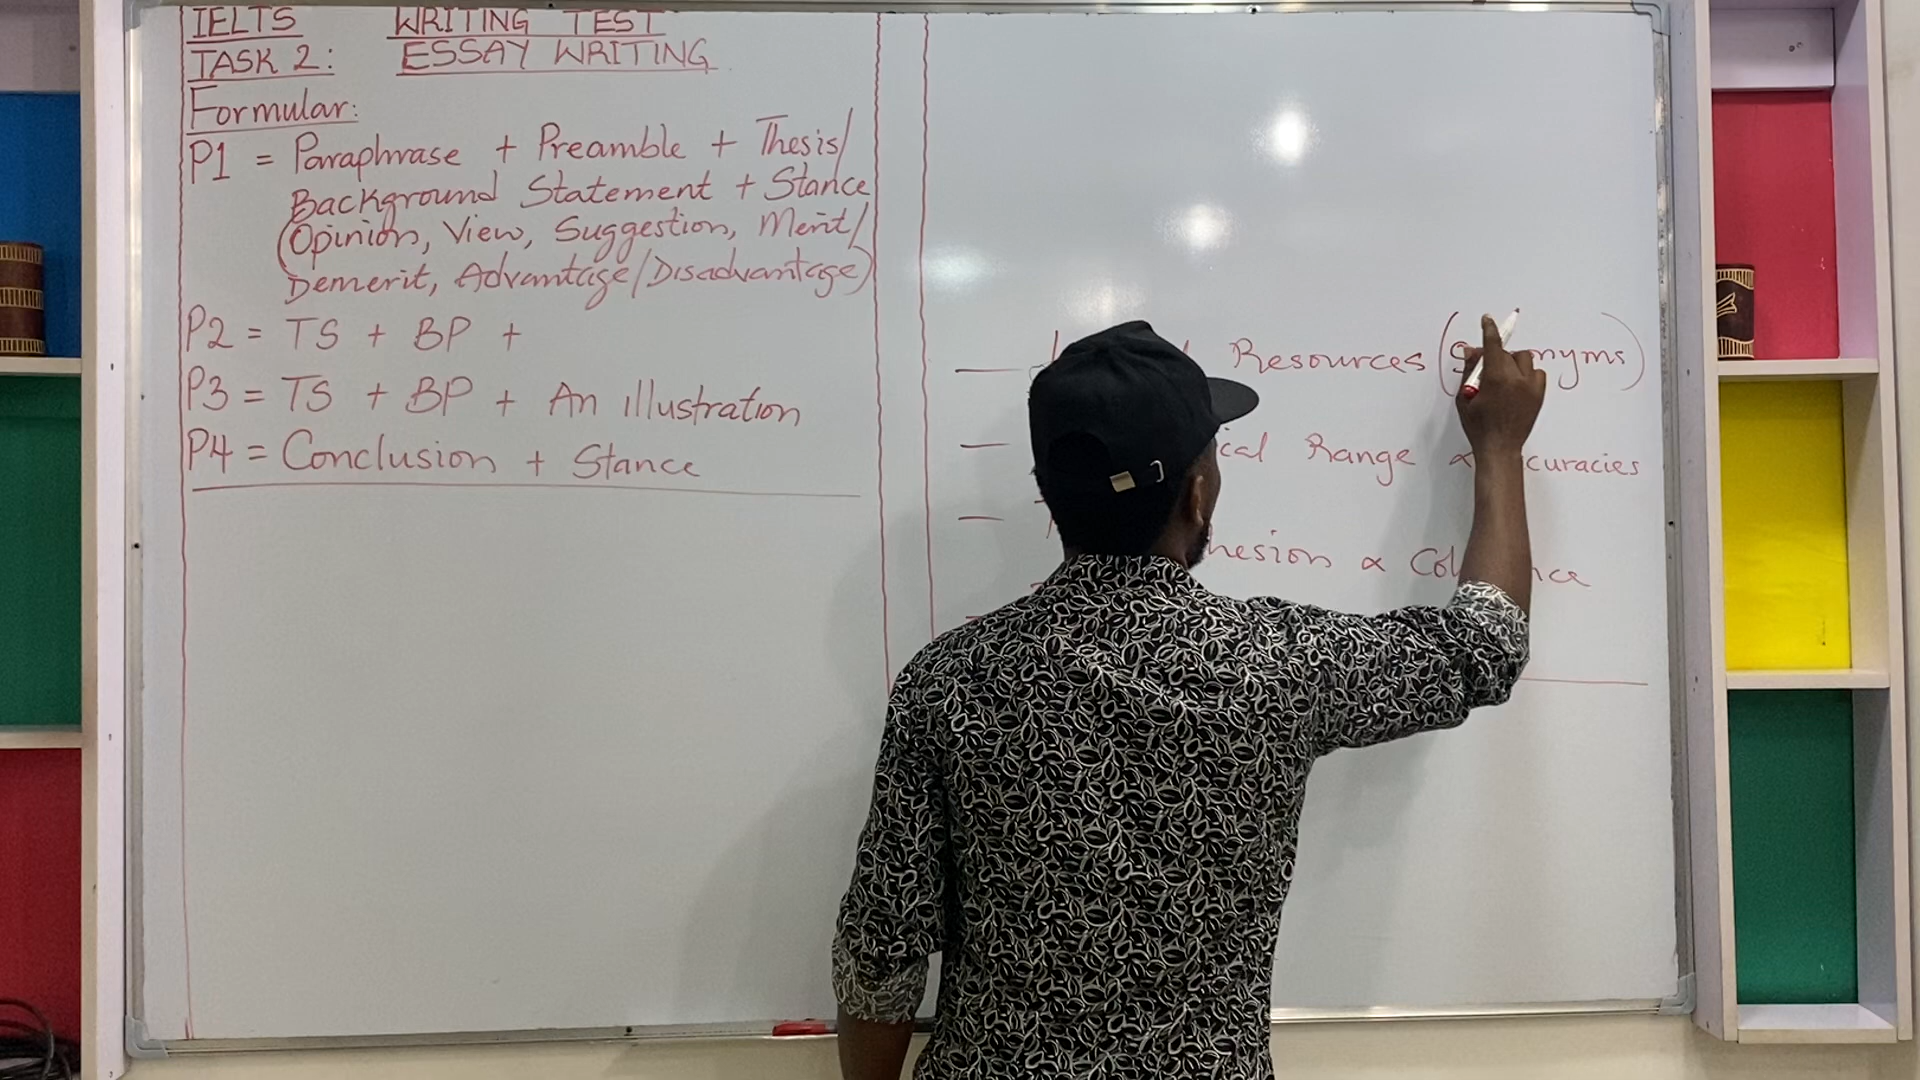 IELTS WRITING TEST
TASK 2: ESSAY WRITING
Formular:
P1 = Paraphrase + Preamble + Thesis/
Background Statement + Stance
(Opinion, View, Suggestion, Merit/
Demerit, Advantage/Disadvantage)
P2 = TS + BP +
P3 = TS + BP + An illustration
P4 = Conclusion + Stance
Resources
Range